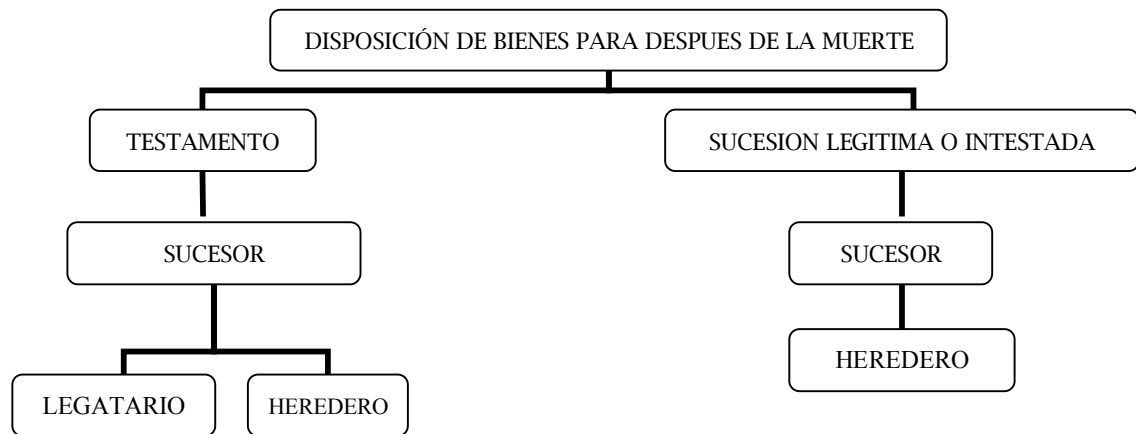 DISPOSICIÓN DE BIENES PARA DESPUES DE LA MUERTE
TESTAMENTO
SUCESION LEGITIMA O INTESTADA
SUCESOR
SUCESOR
HEREDERO
LEGATARIO
HEREDERO